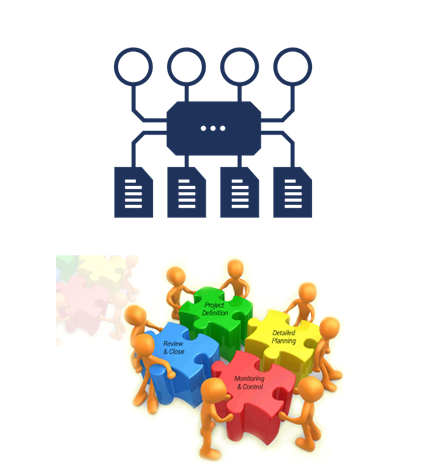 Project
Definition
Detailed
Planning
Review
& Close
Monitoring
& Control